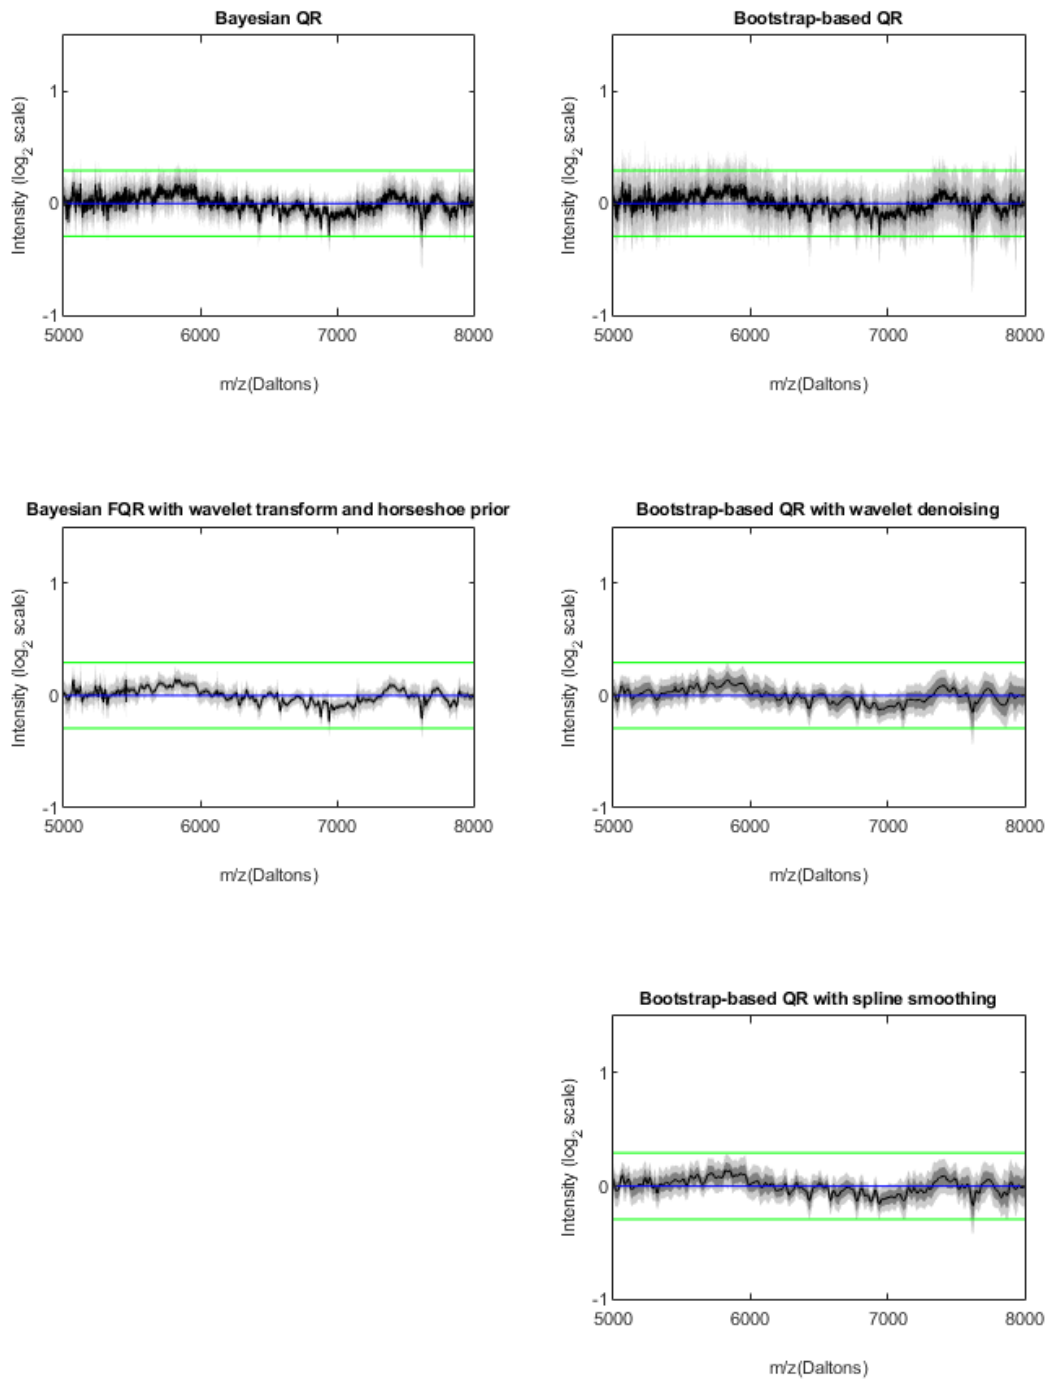 Bayesian QR
Intensity (log2 scale)
1
0
-1
5000 6000 7000 8000
m/z(Daltons)
Bootstrap-based QR
Intensity (log2 scale)
1
0
-1
5000 6000 7000 8000
m/z(Daltons)
Bayesian FQR with wavelet transform and horseshoe prior
Intensity (log2 scale)
1
0
-1
5000 6000 7000 8000
m/z(Daltons)
Bootstrap-based QR with wavelet denoising
Intensity (log2 scale)
1
0
-1
5000 6000 7000 8000
m/z(Daltons)
Bootstrap-based QR with spline smoothing
Intensity (log2 scale)
1
0
-1
5000 6000 7000 8000
m/z(Daltons)